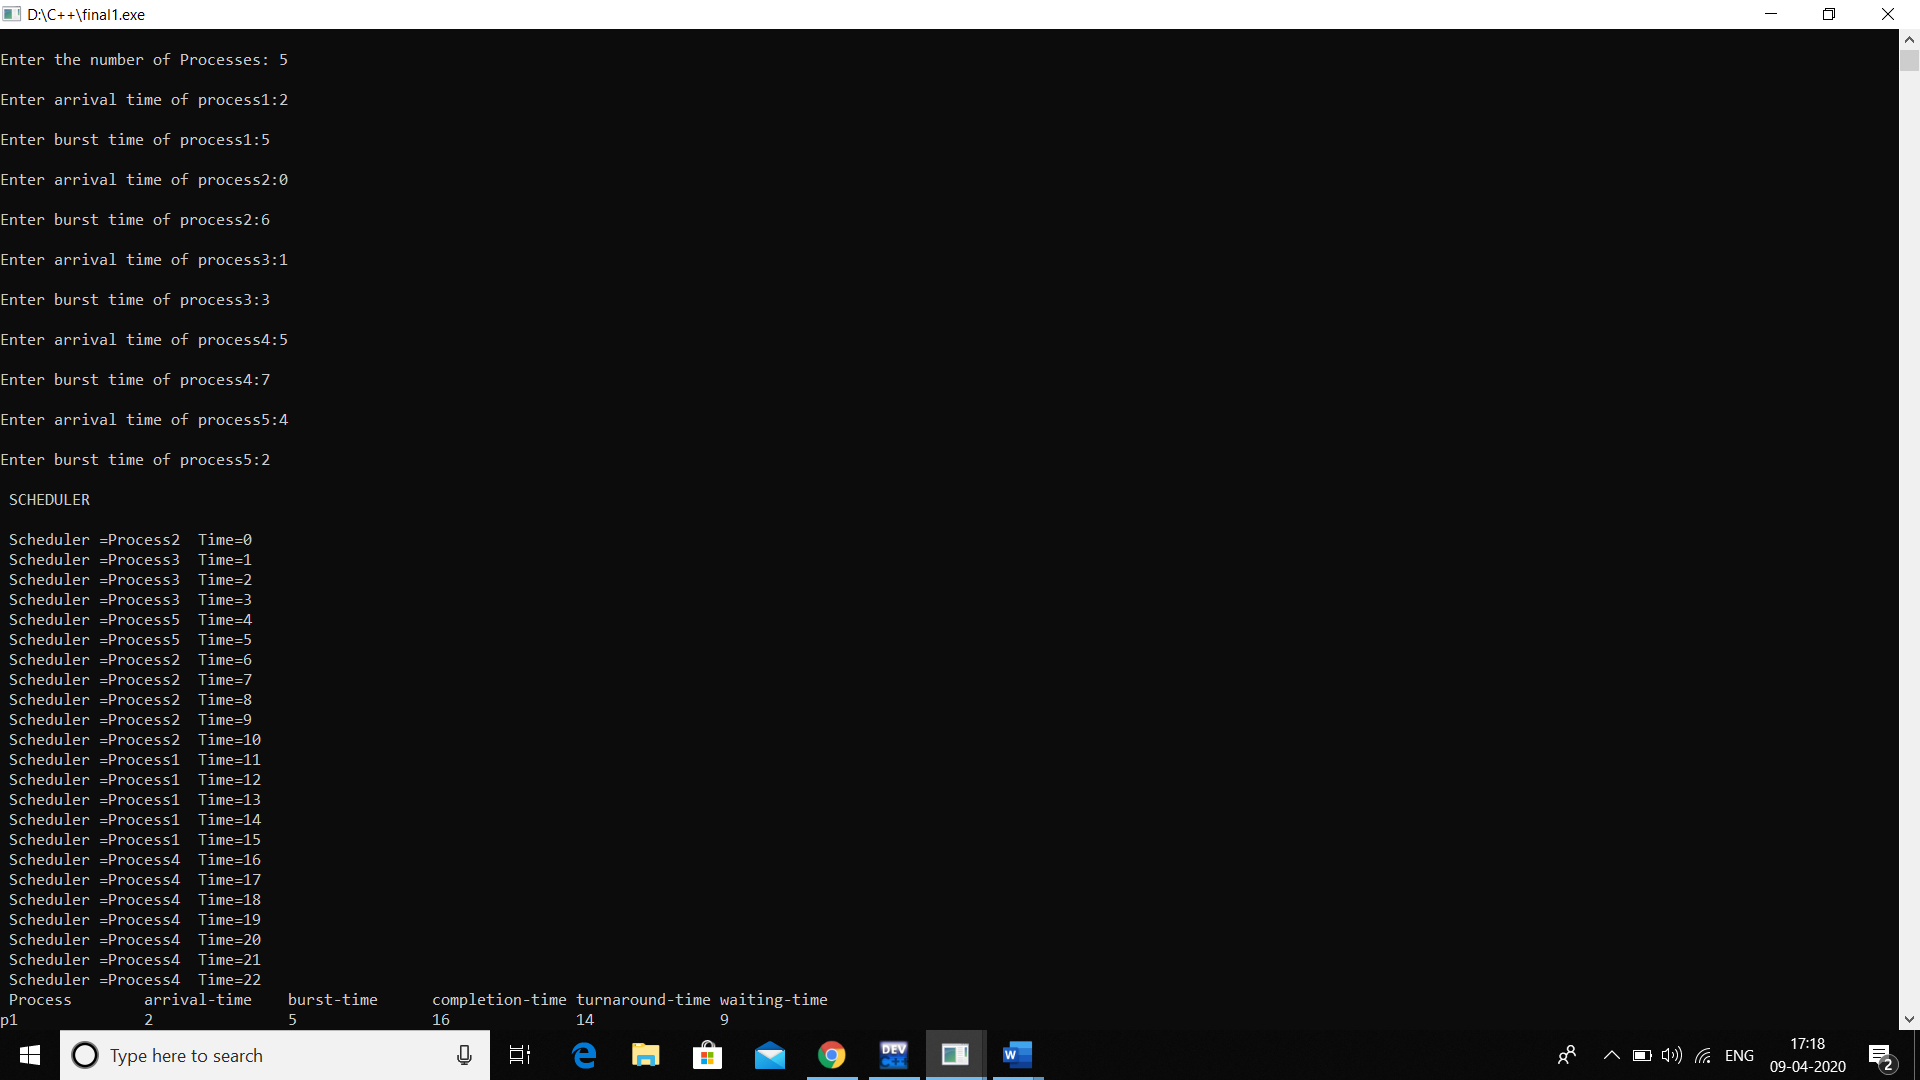 D:\C++\final1.exe
Enter the number of Processes: 5
Enter arrival time of process1:2
Enter burst time of process1:5
Enter arrival time of process2:0
Enter burst time of process2:6
Enter arrival time of process3:1
Enter burst time of process3:3
Enter arrival time of process4:5
Enter burst time of process4:7
Enter arrival time of process5:4
Enter burst time of process5:2
SCHEDULER
Scheduler =Process2  Time=0
Scheduler =Process3  Time=1
Scheduler =Process3  Time=2
Scheduler =Process3  Time=3
Scheduler =Process5  Time=4
Scheduler =Process5  Time=5
Scheduler =Process2  Time=6
Scheduler =Process2  Time=7
Scheduler =Process2  Time=8
Scheduler =Process2  Time=9
Scheduler =Process2  Time=10
Scheduler =Process1  Time=11
Scheduler =Process1  Time=12
Scheduler =Process1  Time=13
Scheduler =Process1  Time=14
Scheduler =Process1  Time=15
Scheduler =Process4  Time=16
Scheduler =Process4  Time=17
Scheduler =Process4  Time=18
Scheduler =Process4  Time=19
Scheduler =Process4  Time=20
Scheduler =Process4  Time=21
Scheduler =Process4  Time=22
Process arrival-time burst-time completion-time turnaround-time waiting-time
p1 2 5 16 14 9
Type here to search
DEV C++
W
ENG
17:18
09-04-2020
2